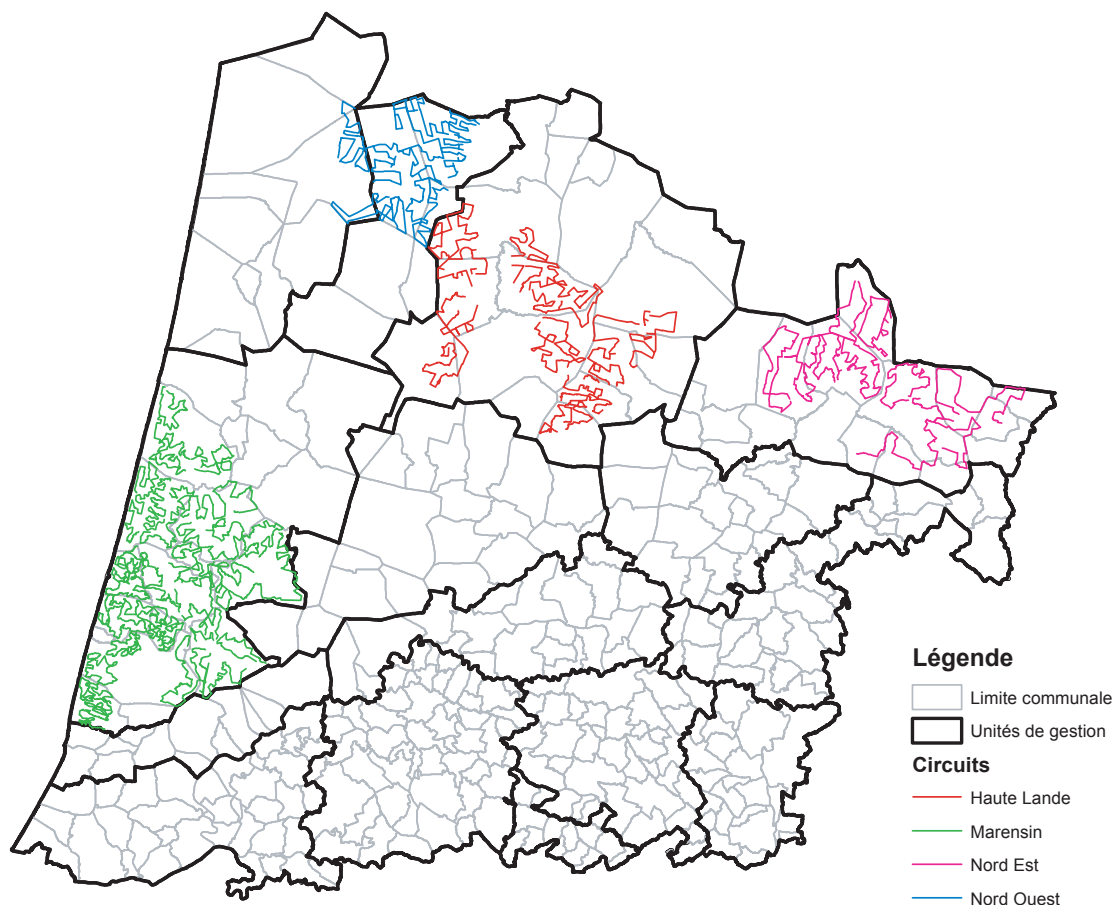 Légende
Limite communale
Unités de gestion
Circuits
Haute Lande
Marensin
Nord Est
Nord Ouest